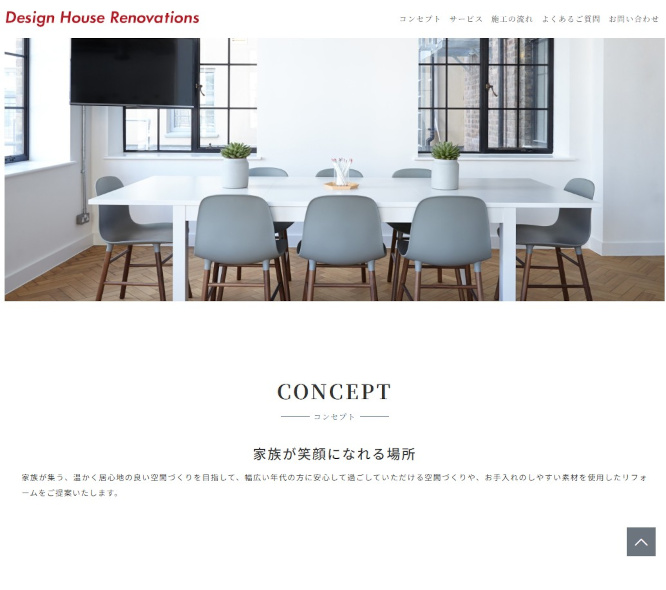 Design House Renovations
コンセプト サービス 施工の流れ よくあるご質問 お問い合わせ
CONCEPT
コンセプト
家族が笑顔になれる場所
家族が集う、温かく居心地の良い空間づくりを目指して、幅広い年代の方に安心して過ごしていただける空間づくりや、お手入れのしやすい素材を使用したリフォ
ームをご提案いたします。